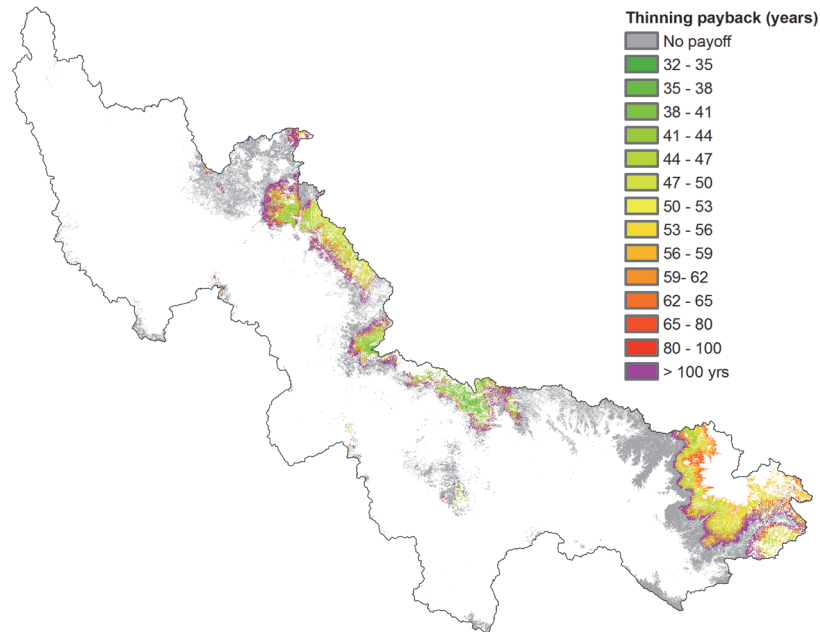 Thinning payback (years)
No payoff
32 - 35
35 - 38
38 - 41
41 - 44
44 - 47
47 - 50
50 - 53
53 - 56
56 - 59
59- 62
62 - 65
65 - 80
80 - 100
> 100 yrs